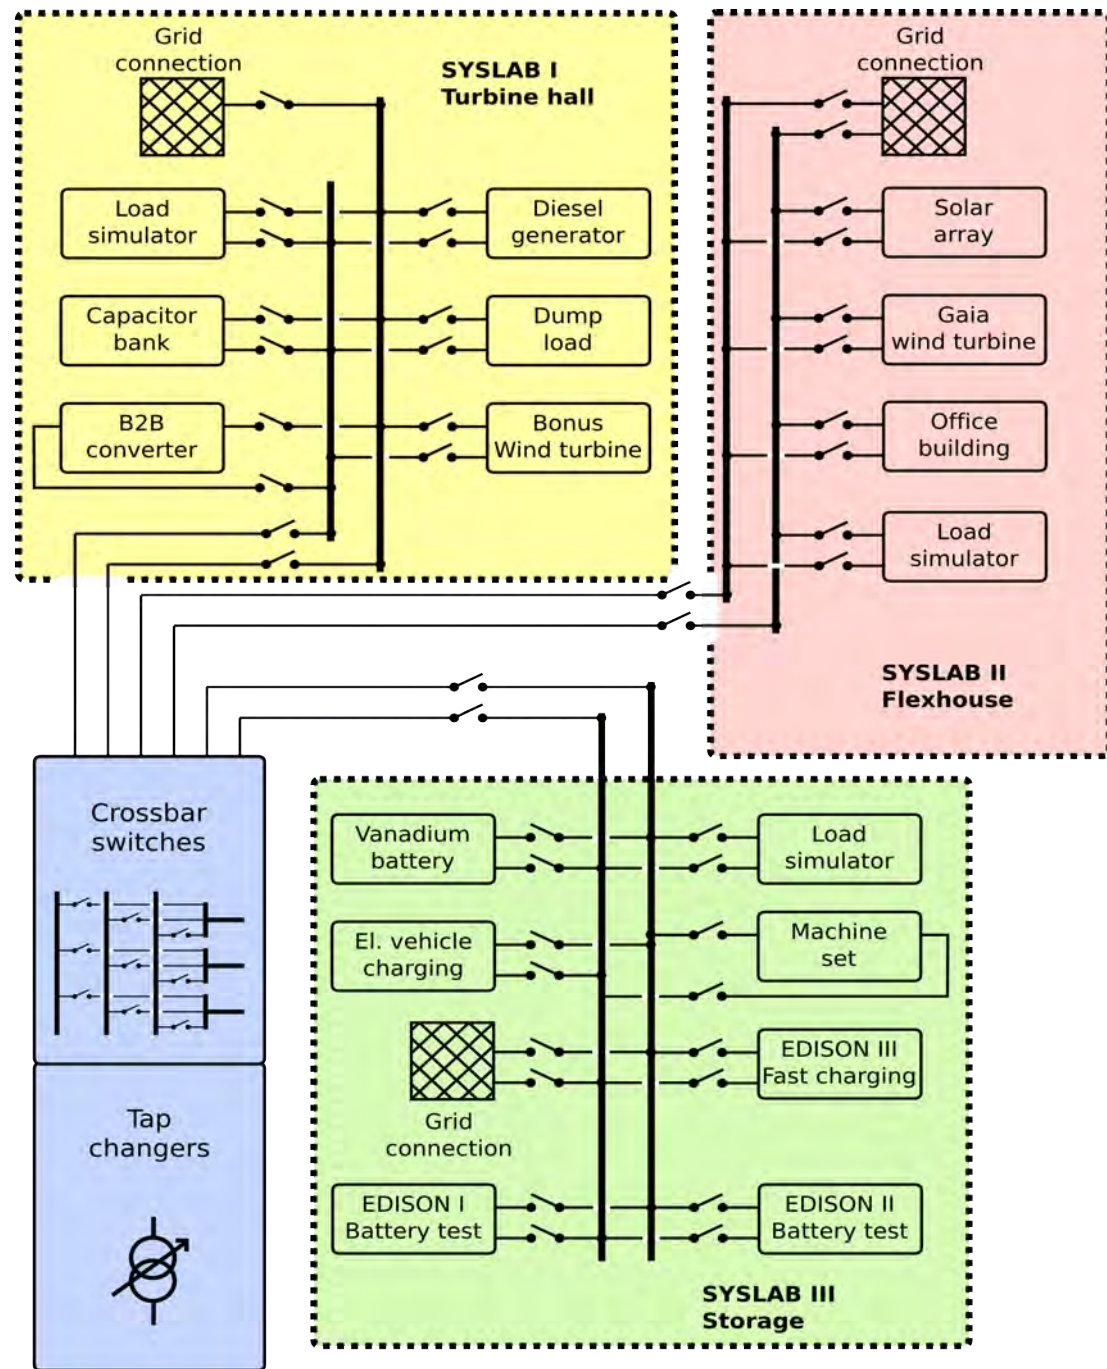 Grid
connection
SYSLAB I
Turbine hall
Load
simulator
Diesel
generator
Capacitor
bank
Dump
load
B2B
converter
Bonus
Wind turbine
Grid
connection
Solar
array
Gaia
wind turbine
Office
building
Load
simulator
SYSLAB II
Flexhouse
Crossbar
switches
Tap
changers
Vanadium
battery
Load
simulator
El. vehicle
charging
Machine
set
Grid
connection
EDISON III
Fast charging
EDISON I
Battery test
EDISON II
Battery test
SYSLAB III
Storage